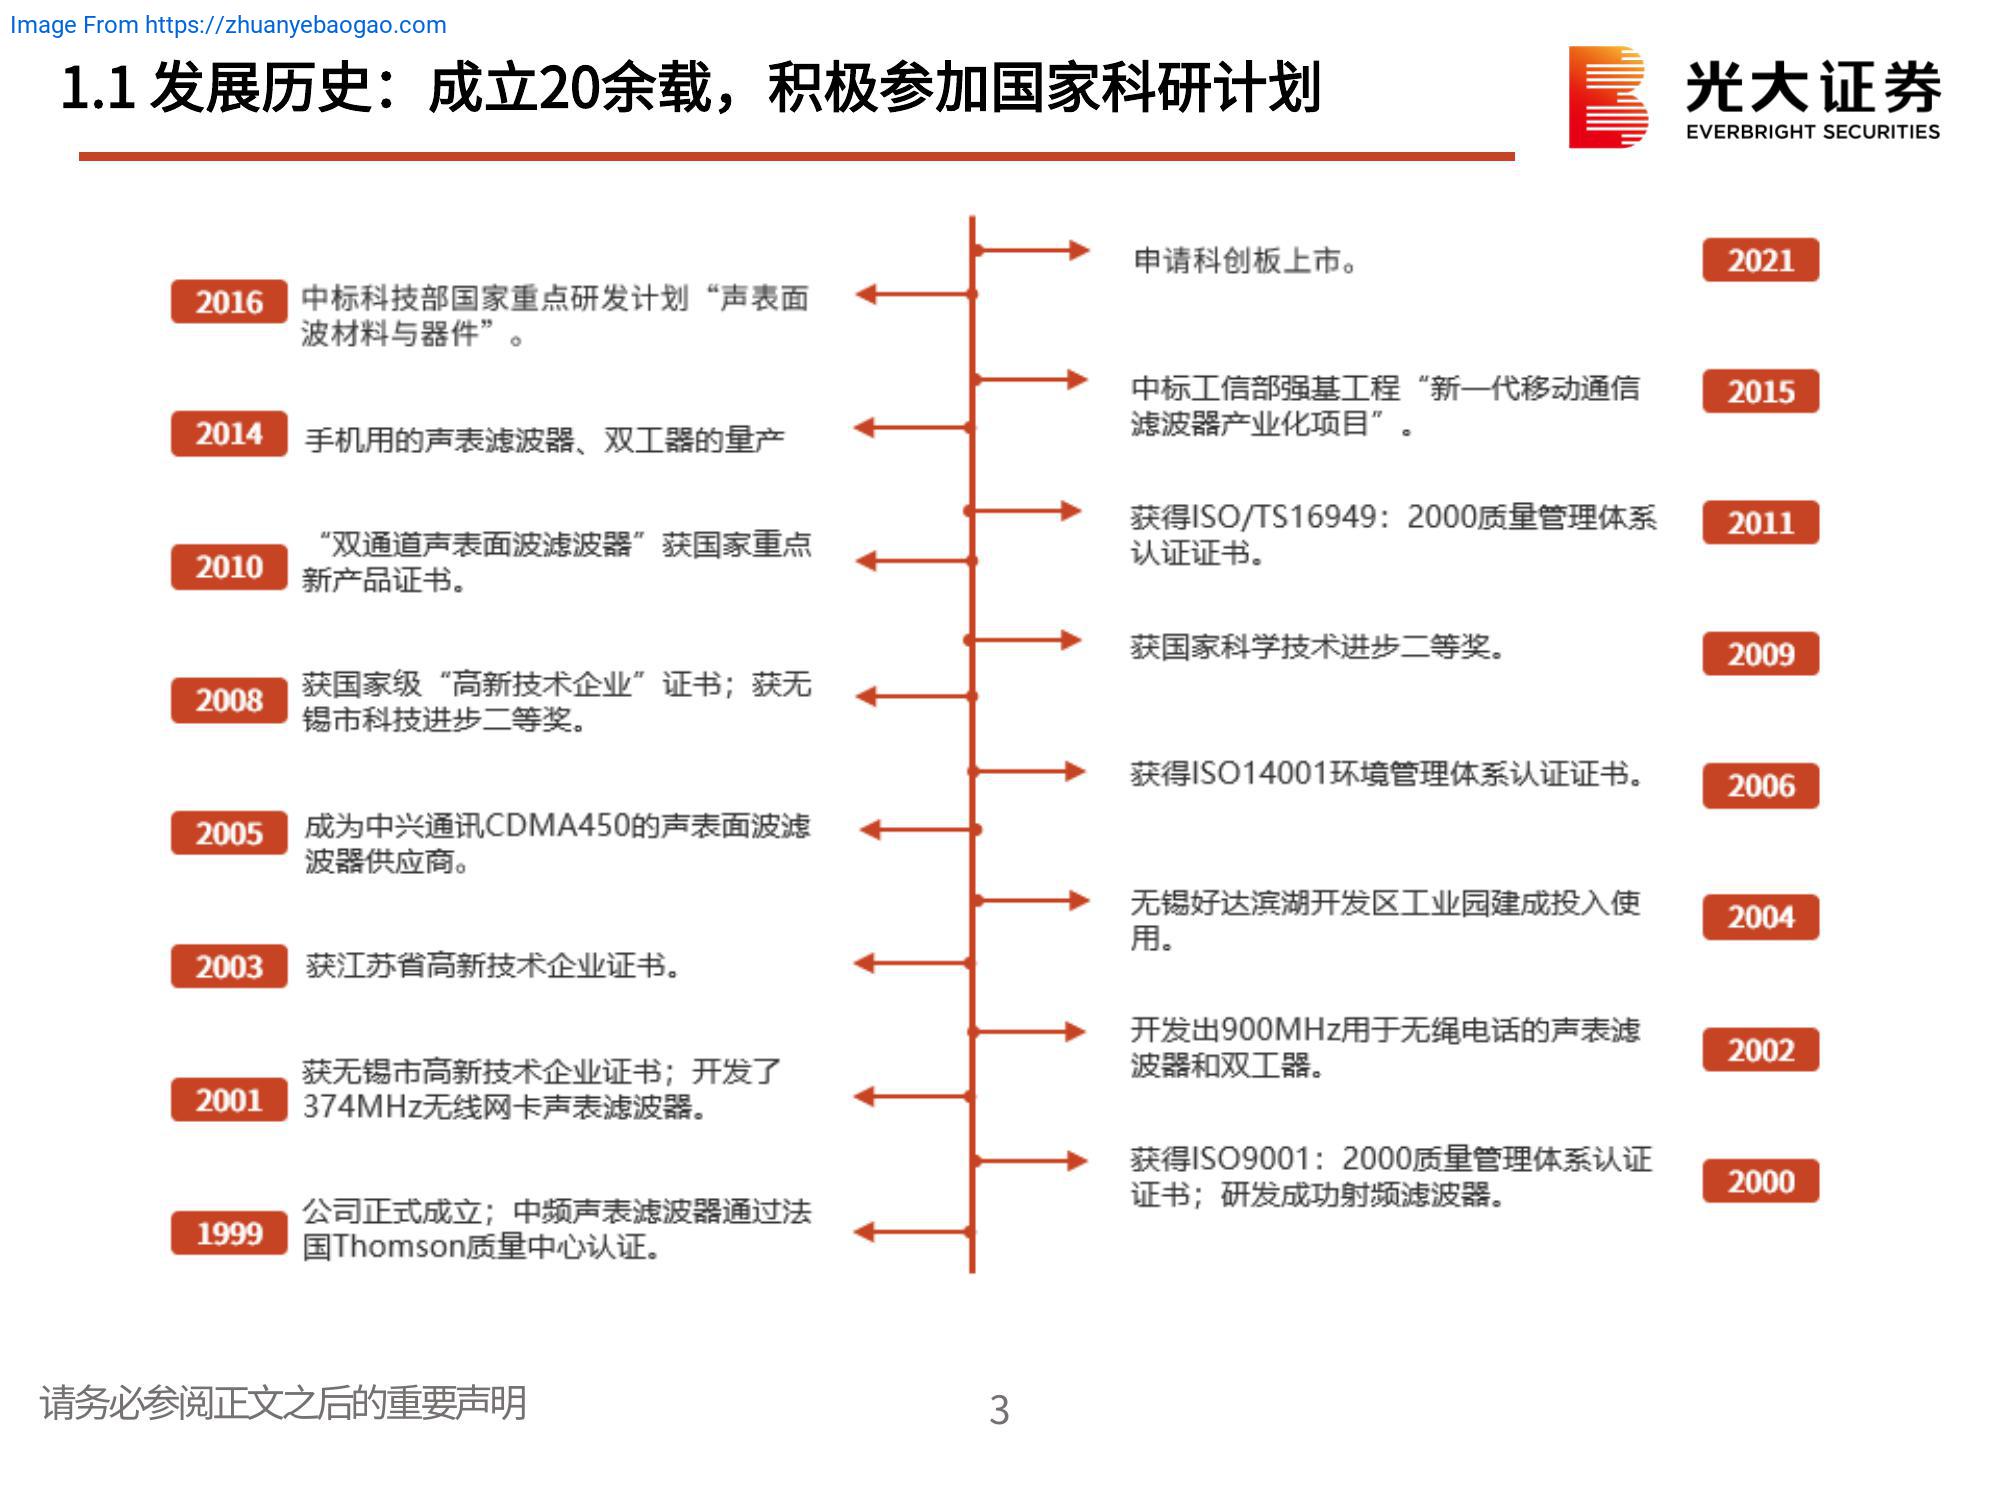 Image From https://zhuanyebaogao.com
1.1 发展历史：成立20余载，积极参加国家科研计划
光大证券
EVERBRIGHT SECURITIES
申请科创板上市。
2021
2016
中标科技部国家重点研发计划“声表面
波材料与器件”。
中标工信部强基工程“新一代移动通信
滤波器产业化项目”。
2015
2014
手机用的声表滤波器、双工器的量产
获得ISO/TS16949：2000质量管理体系
认证证书。
2011
2010
“双通道声表面波滤波器”获国家重点
新产品证书。
获国家科学技术进步二等奖。
2009
2008
获国家级“高新技术企业”证书；获无
锡市科技进步二等奖。
获得ISO14001环境管理体系认证证书。
2006
2005
成为中兴通讯CDMA450的声表面波滤
波器供应商。
无锡好达滨湖开发区工业园建成投入使
用。
2004
2003
获江苏省高新技术企业证书。
开发出900MHz用于无绳电话的声表滤
波器和双工器。
2002
2001
获无锡市高新技术企业证书；开发了
374MHz无线网卡声表滤波器。
获得ISO9001：2000质量管理体系认证
证书；研发成功射频滤波器。
2000
1999
公司正式成立；中频声表滤波器通过法
国Thomson质量中心认证。
请务必参阅正文之后的重要声明
3